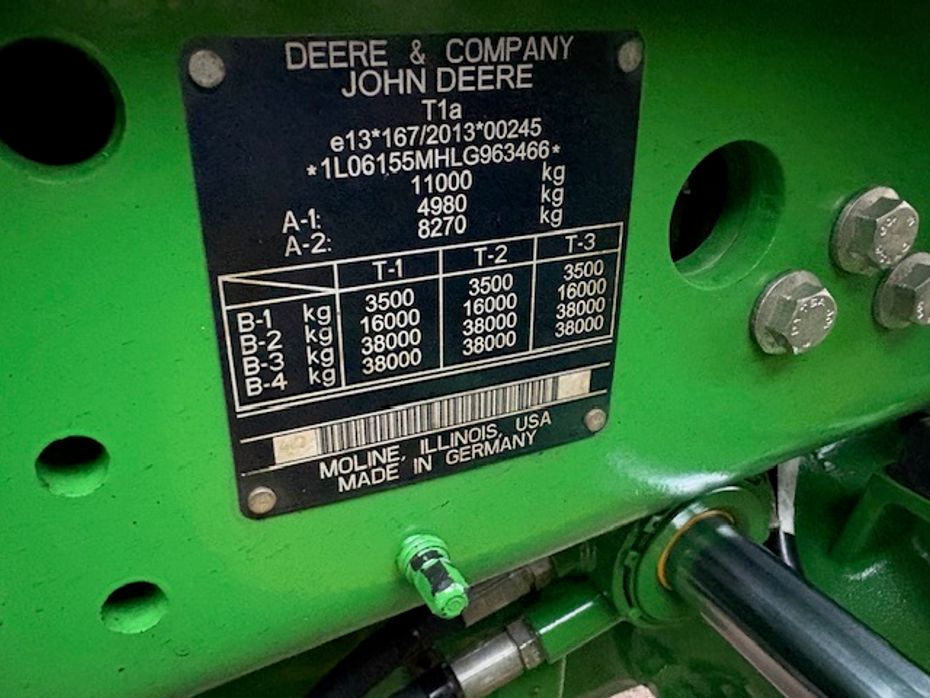 DEERE & COMPANY
JOHN DEERE
T1a
e13*167/2013*00245
*1L06155MHLG963466*
11000 kg
A-1: 4980 kg
A-2: 8270 kg
T-1 T-2 T-3
B-1 kg 3500 3500 3500
B-2 kg 16000 16000 16000
B-3 kg 38000 38000 38000
B-4 kg 38000 38000 38000
MOLINE, ILLINOIS, USA
MADE IN GERMANY